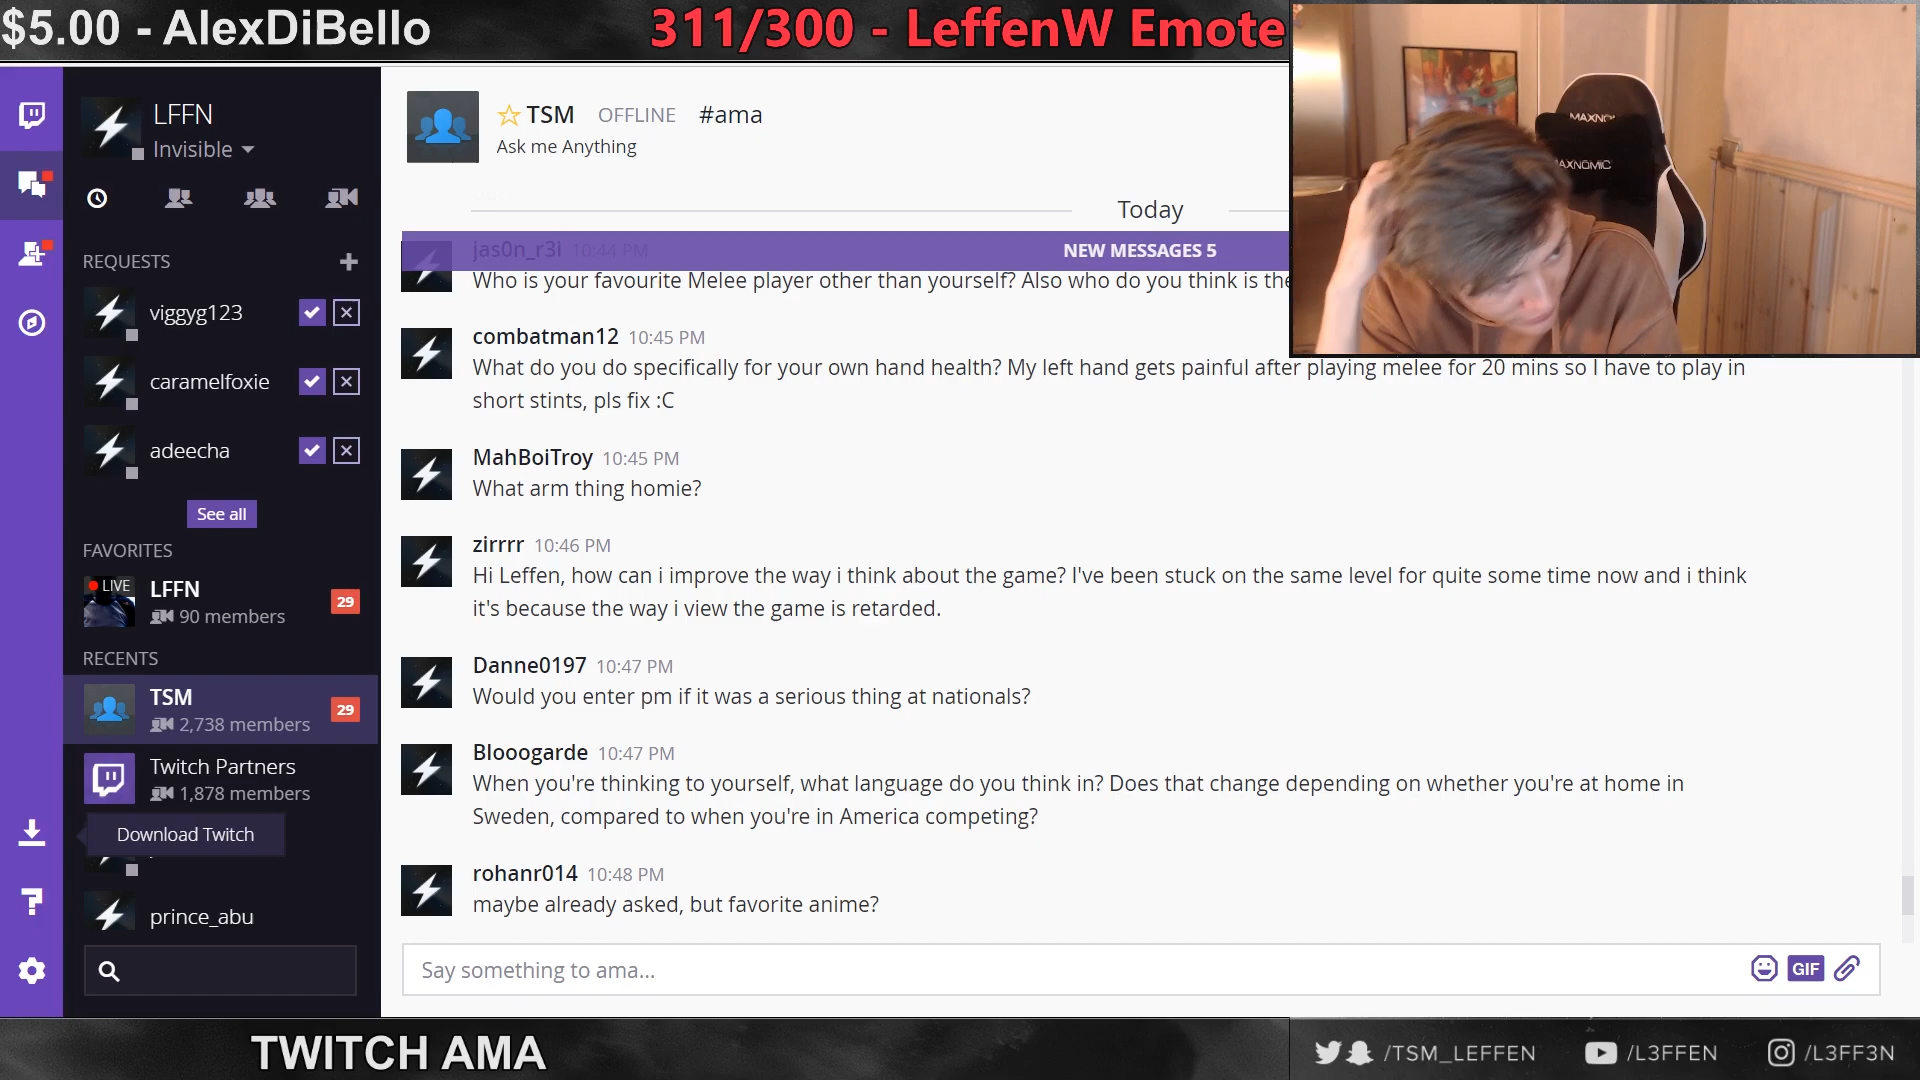 $5.00 - AlexDiBello
311/300 - LeffenW Emote
LFFN
Invisible
REQUESTS
viggyg123
caramelfoxie
adeecha
See all
FAVORITES
LIVE
LFFN
90 members
29
RECENTS
TSM
2,738 members
29
Twitch Partners
1,878 members
Download Twitch
prince_abu
TSM OFFLINE #ama
Ask me Anything
Today
jas0n_r3i 10:44 PM
NEW MESSAGES 5
Who is your favourite Melee player other than yourself? Also who do you think is the
combatman12 10:45 PM
What do you do specifically for your own hand health? My left hand gets painful after playing melee for 20 mins so I have to play in
short stints, pls fix :C
MahBoiTroy 10:45 PM
What arm thing homie?
zirrrr 10:46 PM
Hi Leffen, how can i improve the way i think about the game? I've been stuck on the same level for quite some time now and i think
it's because the way i view the game is retarded.
Danne0197 10:47 PM
Would you enter pm if it was a serious thing at nationals?
Blooogarde 10:47 PM
When you're thinking to yourself, what language do you think in? Does that change depending on whether you're at home in
Sweden, compared to when you're in America competing?
rohanr014 10:48 PM
maybe already asked, but favorite anime?
Say something to ama...
GIF
MAXNO
AXNOMIC
TWITCH AMA
/TSM_LEFFEN
/L3FFEN
/L3FF3N